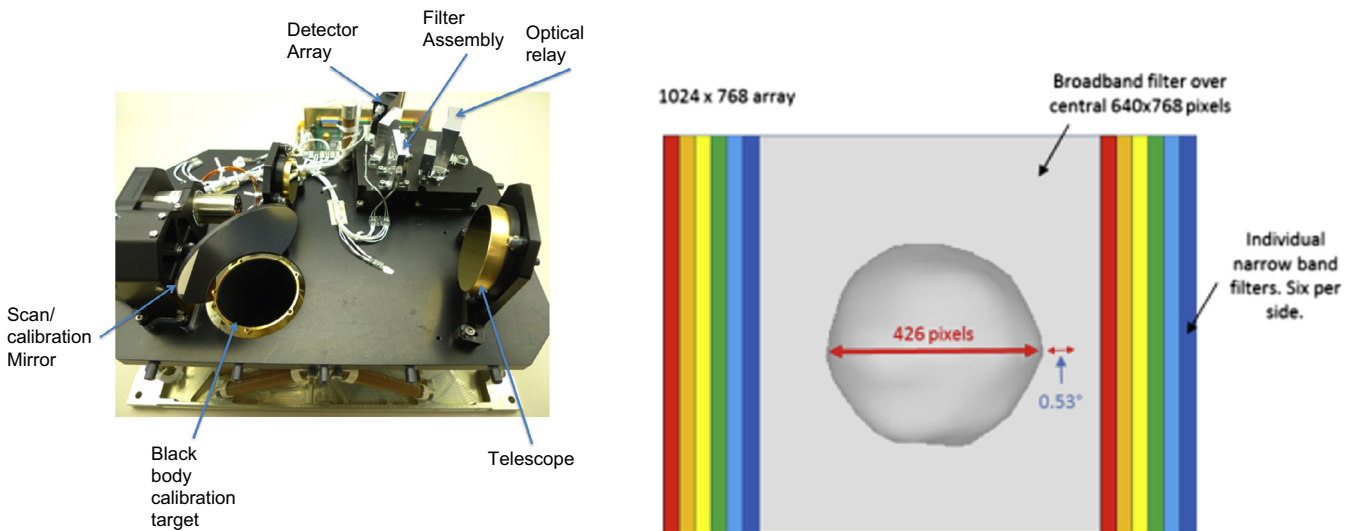 Detector
Array
Filter
Assembly
Optical
relay
Scan/
calibration
Mirror
Black
body
calibration
target
Telescope
1024 x 768 array
Broadband filter over
central 640x768 pixels
426 pixels
0.53°
Individual
narrow band
filters. Six per
side.